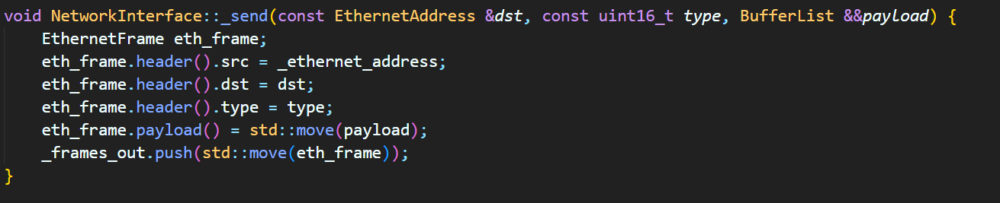 void NetworkInterface::_send(const EthernetAddress &dst, const uint16_t type, BufferList &&payload) {
    EthernetFrame eth_frame;
    eth_frame.header().src = _ethernet_address;
    eth_frame.header().dst = dst;
    eth_frame.header().type = type;
    eth_frame.payload() = std::move(payload);
    _frames_out.push(std::move(eth_frame));
}